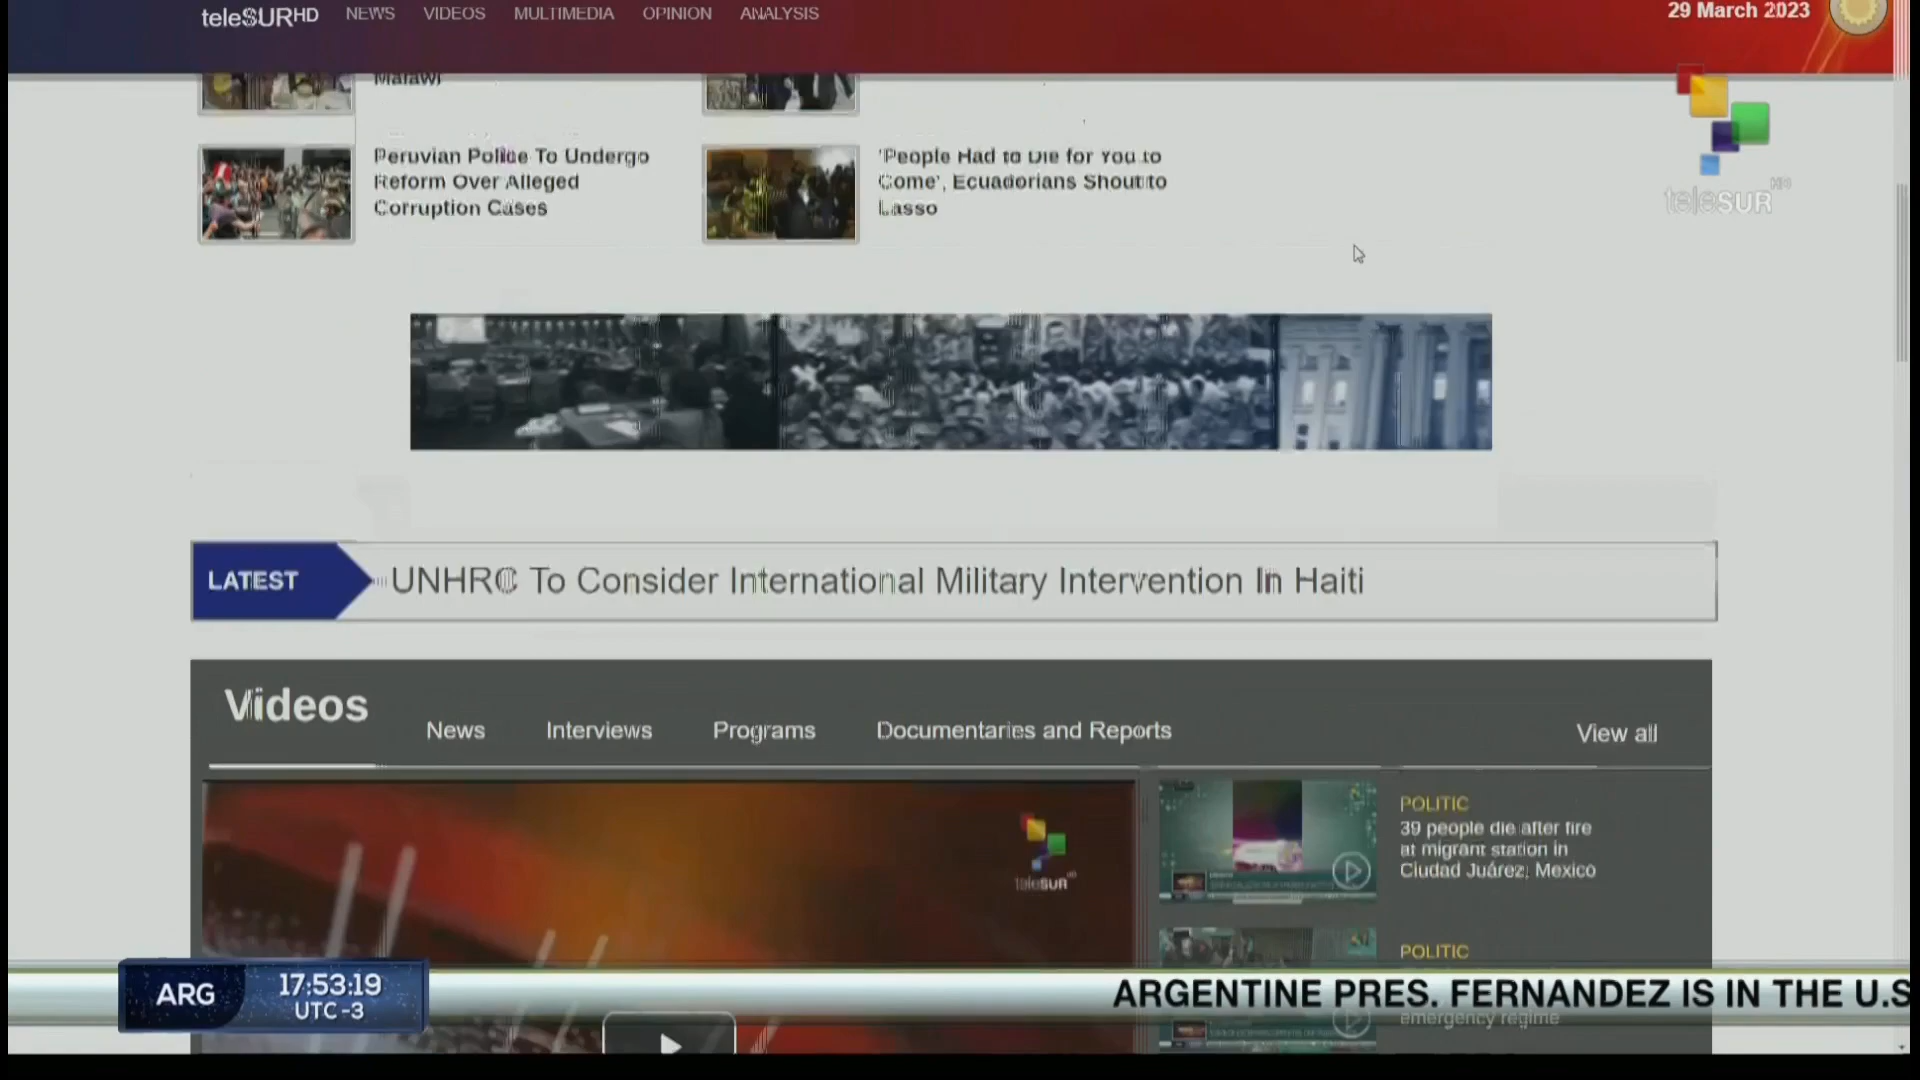 teleSURHD NEWS VIDEOS MULTIMEDIA OPINION ANALYSIS
29 March 2023
Malawi
Peruvian Police To Undergo
Reform Over Alleged
Corruption Cases
'People Had to Die for You to
Come', Ecuadorians Shout to
Lasso
teleSUR HD
LATEST
UNHRC To Consider International Military Intervention In Haiti
Videos
News Interviews Programs Documentaries and Reports
View all
teleSUR HD
POLITIC
39 people die after fire
at migrant station in
Ciudad Juárez, Mexico
POLITIC
emergency regime
ARG
17:53:19
UTC -3
ARGENTINE PRES. FERNANDEZ IS IN THE U.S